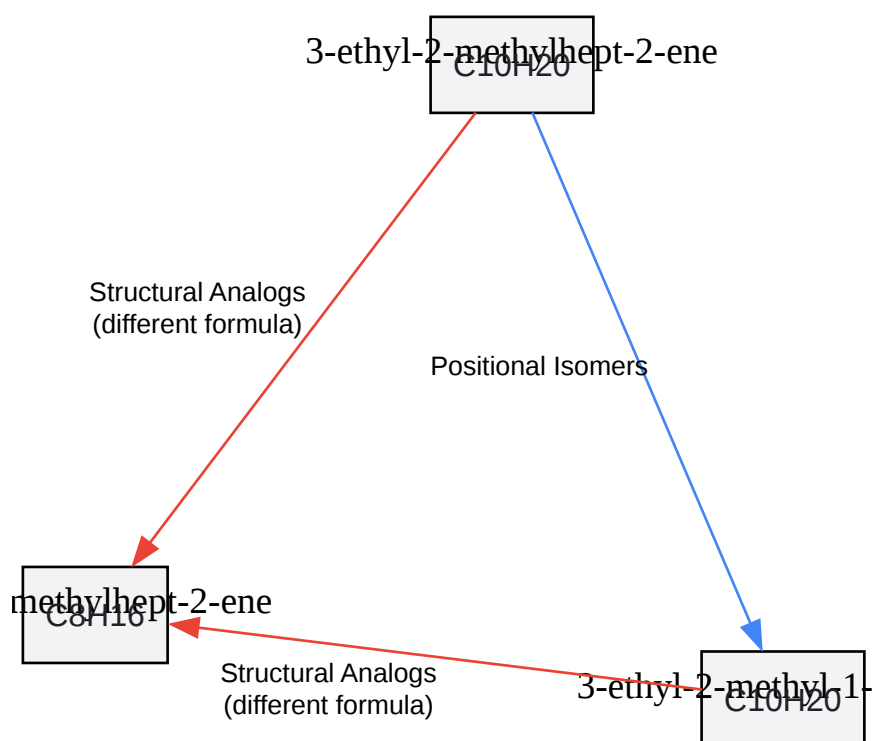 3-ethyl-2-methylhept-2-ene
C10H20
Structural Analogs
(different formula)
Positional Isomers
methylhept-2-ene
C8H16
Structural Analogs
(different formula)
3-ethyl-2-methyl-1-
C10H20